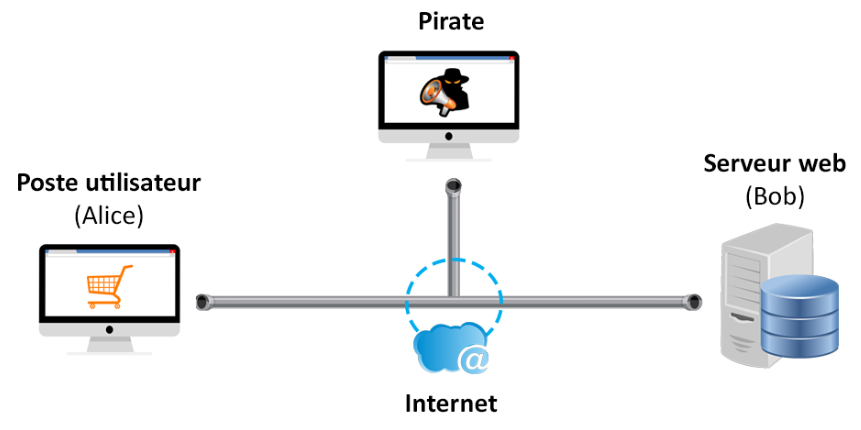 Pirate
Poste utilisateur
(Alice)
Serveur web
(Bob)
@
Internet